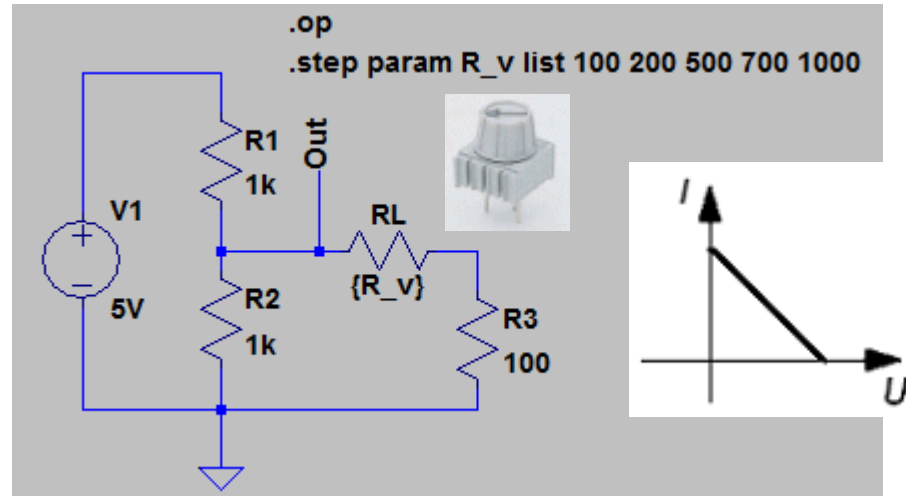 .op
.step param R_v list 100 200 500 700 1000
R1
1k
Out
V1
5V
RL
{R_v}
R2
1k
R3
100
I
U